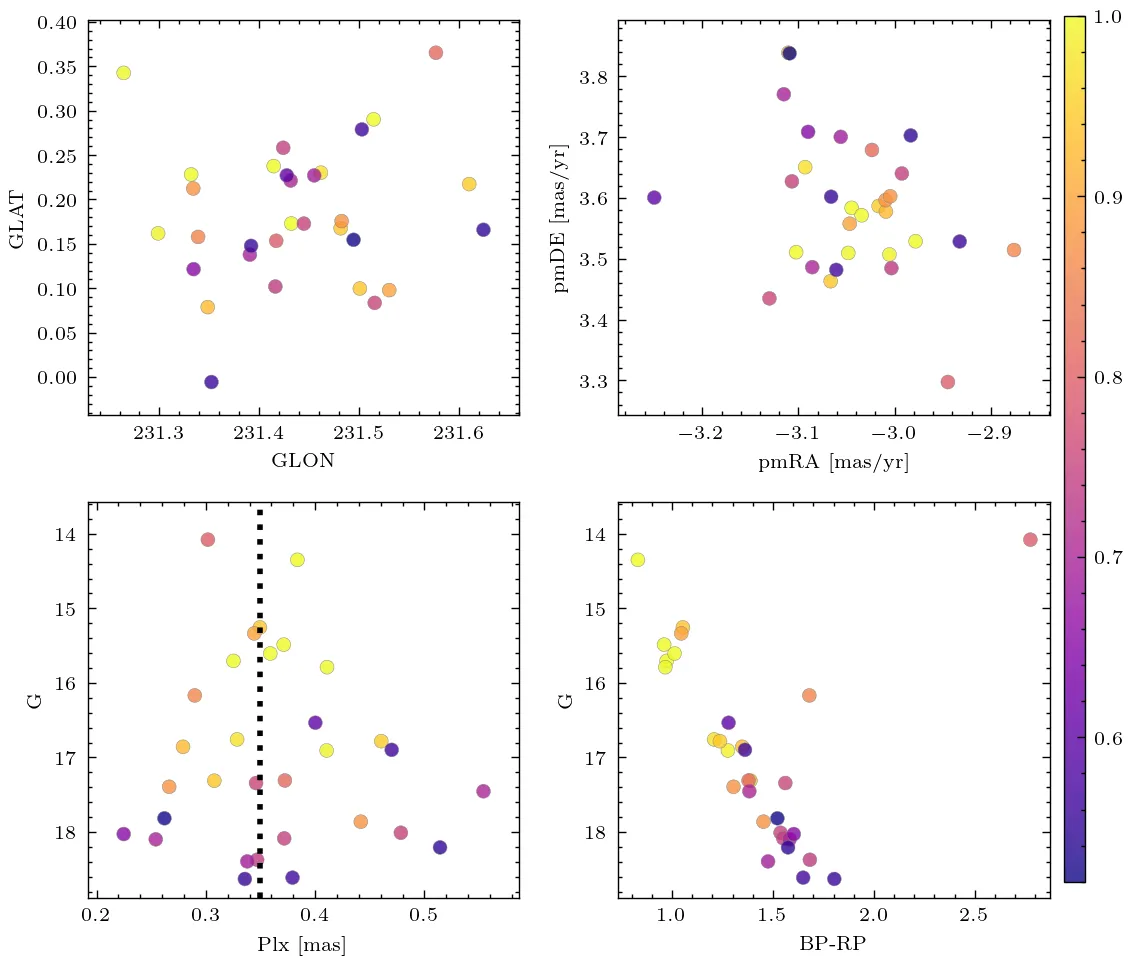 0.40
0.35
0.30
0.25
0.20
0.15
0.10
0.05
0.00
GLAT
231.3 231.4 231.5 231.6
GLON
3.8
3.7
3.6
3.5
3.4
3.3
pmDE [mas/yr]
−3.2 −3.1 −3.0 −2.9
pmRA [mas/yr]
1.0
0.9
0.8
0.7
0.6
14
15
16
17
18
G
0.2 0.3 0.4 0.5
Plx [mas]
14
15
16
17
18
G
1.0 1.5 2.0 2.5
BP-RP